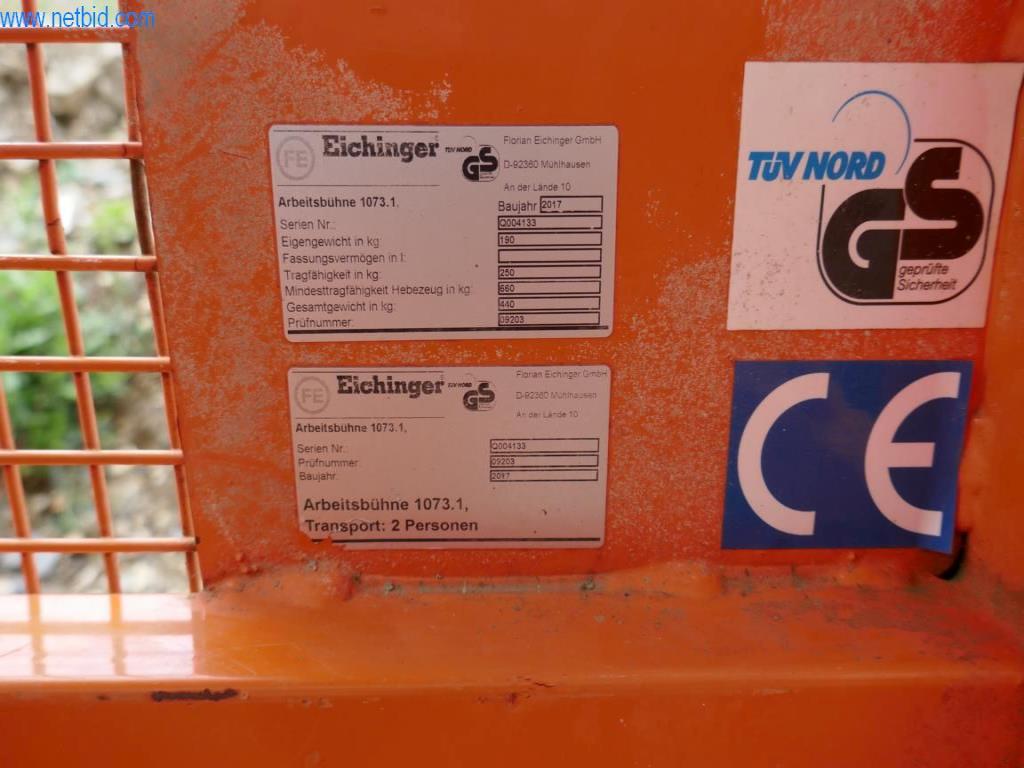 www.netbid.com
FE Eichinger TÜV NORD GS Florian Eichinger GmbH
D-92360 Mühlhausen
An der Lände 10
Arbeitsbühne 1073.1, Baujahr 2017
Serien Nr.: Q004133
Eigengewicht in kg: 190
Fassungsvermögen in l:
Tragfähigkeit in kg: 250
Mindesttragfähigkeit Hebezeug in kg: 660
Gesamtgewicht in kg: 440
Prüfnummer: 09203
FE Eichinger TÜV NORD GS Florian Eichinger GmbH
D-92360 Mühlhausen
An der Lände 10
Arbeitsbühne 1073.1,
Serien Nr.: Q004133
Prüfnummer: 09203
Baujahr: 2017
Arbeitsbühne 1073.1,
Transport: 2 Personen
TÜV NORD
GS
geprüfte
Sicherheit
CE